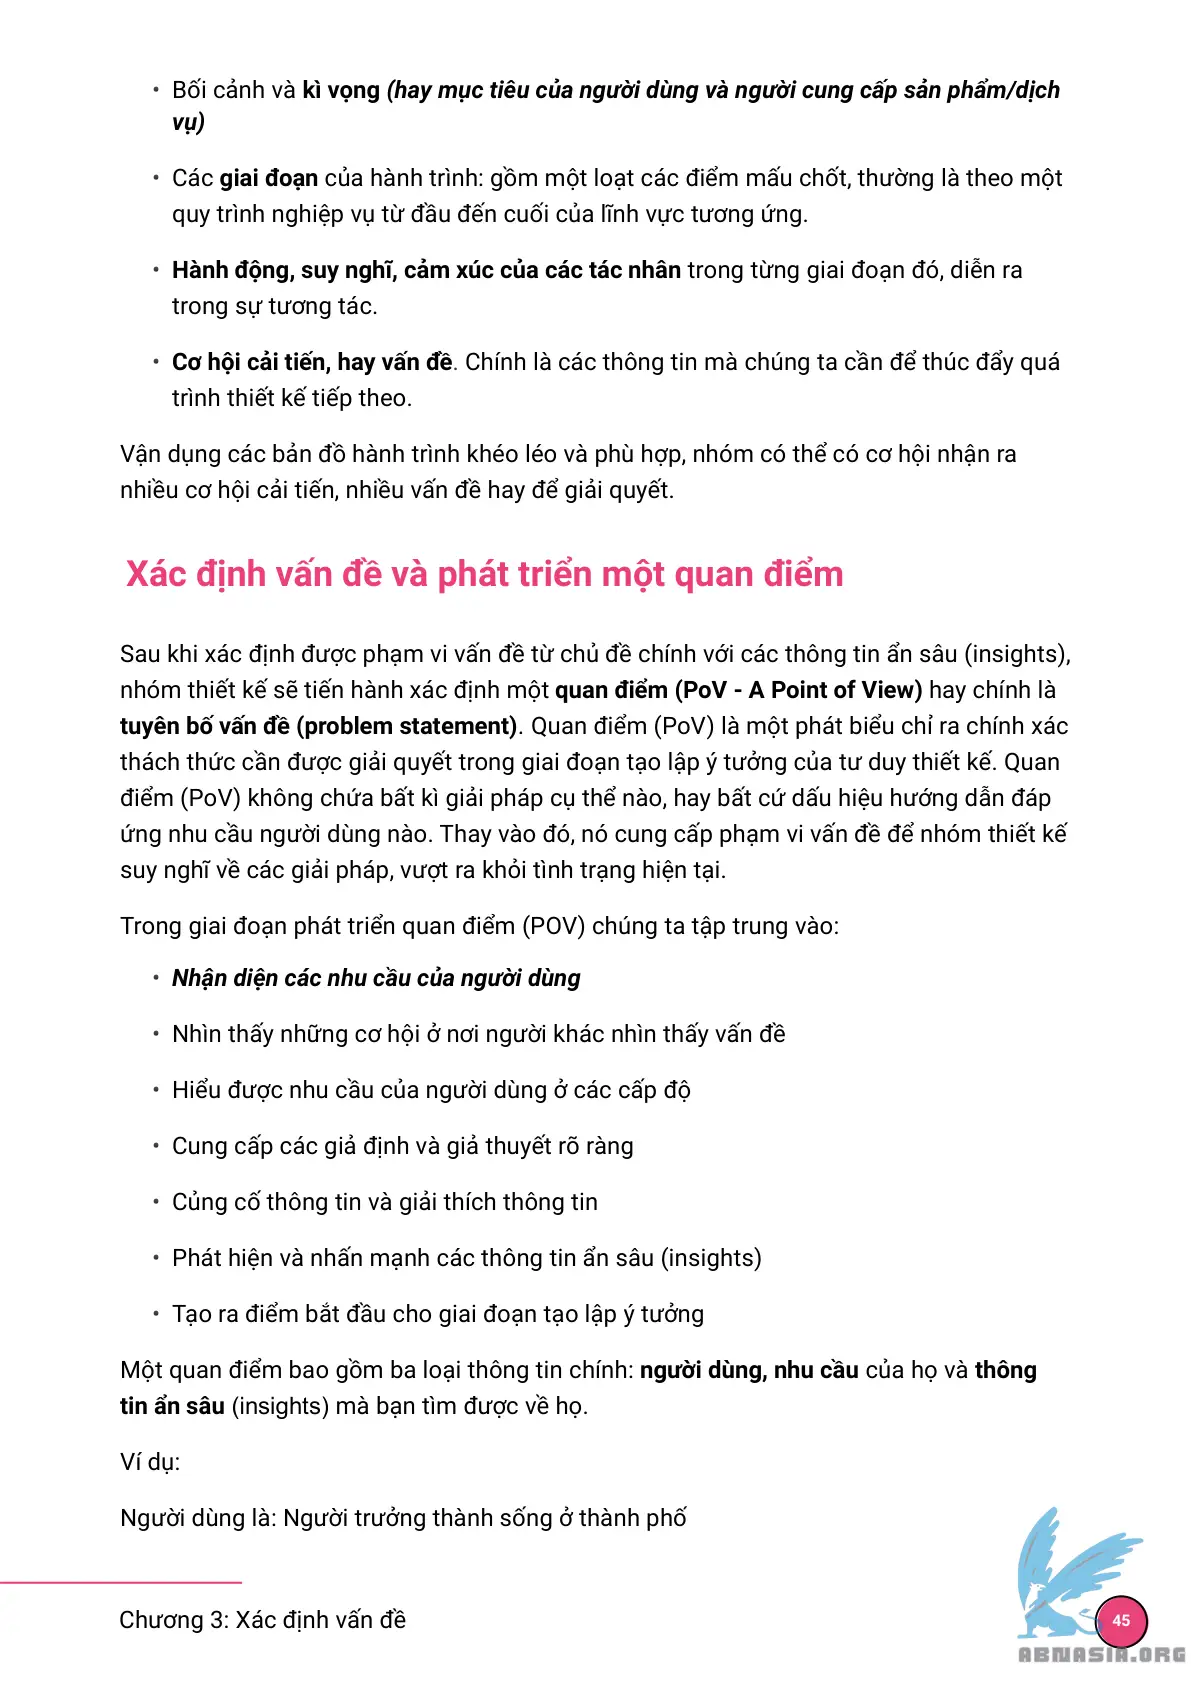 • Bối cảnh và kì vọng (hay mục tiêu của người dùng và người cung cấp sản phẩm/dịch
vụ)
• Các giai đoạn của hành trình: gồm một loạt các điểm mấu chốt, thường là theo một
quy trình nghiệp vụ từ đầu đến cuối của lĩnh vực tương ứng.
• Hành động, suy nghĩ, cảm xúc của các tác nhân trong từng giai đoạn đó, diễn ra
trong sự tương tác.
• Cơ hội cải tiến, hay vấn đề. Chính là các thông tin mà chúng ta cần để thúc đẩy quá
trình thiết kế tiếp theo.
Vận dụng các bản đồ hành trình khéo léo và phù hợp, nhóm có thể có cơ hội nhận ra
nhiều cơ hội cải tiến, nhiều vấn đề hay để giải quyết.
Xác định vấn đề và phát triển một quan điểm
Sau khi xác định được phạm vi vấn đề từ chủ đề chính với các thông tin ẩn sâu (insights),
nhóm thiết kế sẽ tiến hành xác định một quan điểm (PoV - A Point of View) hay chính là
tuyên bố vấn đề (problem statement). Quan điểm (PoV) là một phát biểu chỉ ra chính xác
thách thức cần được giải quyết trong giai đoạn tạo lập ý tưởng của tư duy thiết kế. Quan
điểm (PoV) không chứa bất kì giải pháp cụ thể nào, hay bất cứ dấu hiệu hướng dẫn đáp
ứng nhu cầu người dùng nào. Thay vào đó, nó cung cấp phạm vi vấn đề để nhóm thiết kế
suy nghĩ về các giải pháp, vượt ra khỏi tình trạng hiện tại.
Trong giai đoạn phát triển quan điểm (POV) chúng ta tập trung vào:
• Nhận diện các nhu cầu của người dùng
• Nhìn thấy những cơ hội ở nơi người khác nhìn thấy vấn đề
• Hiểu được nhu cầu của người dùng ở các cấp độ
• Cung cấp các giả định và giả thuyết rõ ràng
• Củng cố thông tin và giải thích thông tin
• Phát hiện và nhấn mạnh các thông tin ẩn sâu (insights)
• Tạo ra điểm bắt đầu cho giai đoạn tạo lập ý tưởng
Một quan điểm bao gồm ba loại thông tin chính: người dùng, nhu cầu của họ và thông
tin ẩn sâu (insights) mà bạn tìm được về họ.
Ví dụ:
Người dùng là: Người trưởng thành sống ở thành phố
Chương 3: Xác định vấn đề
45
ABNASIA.ORG